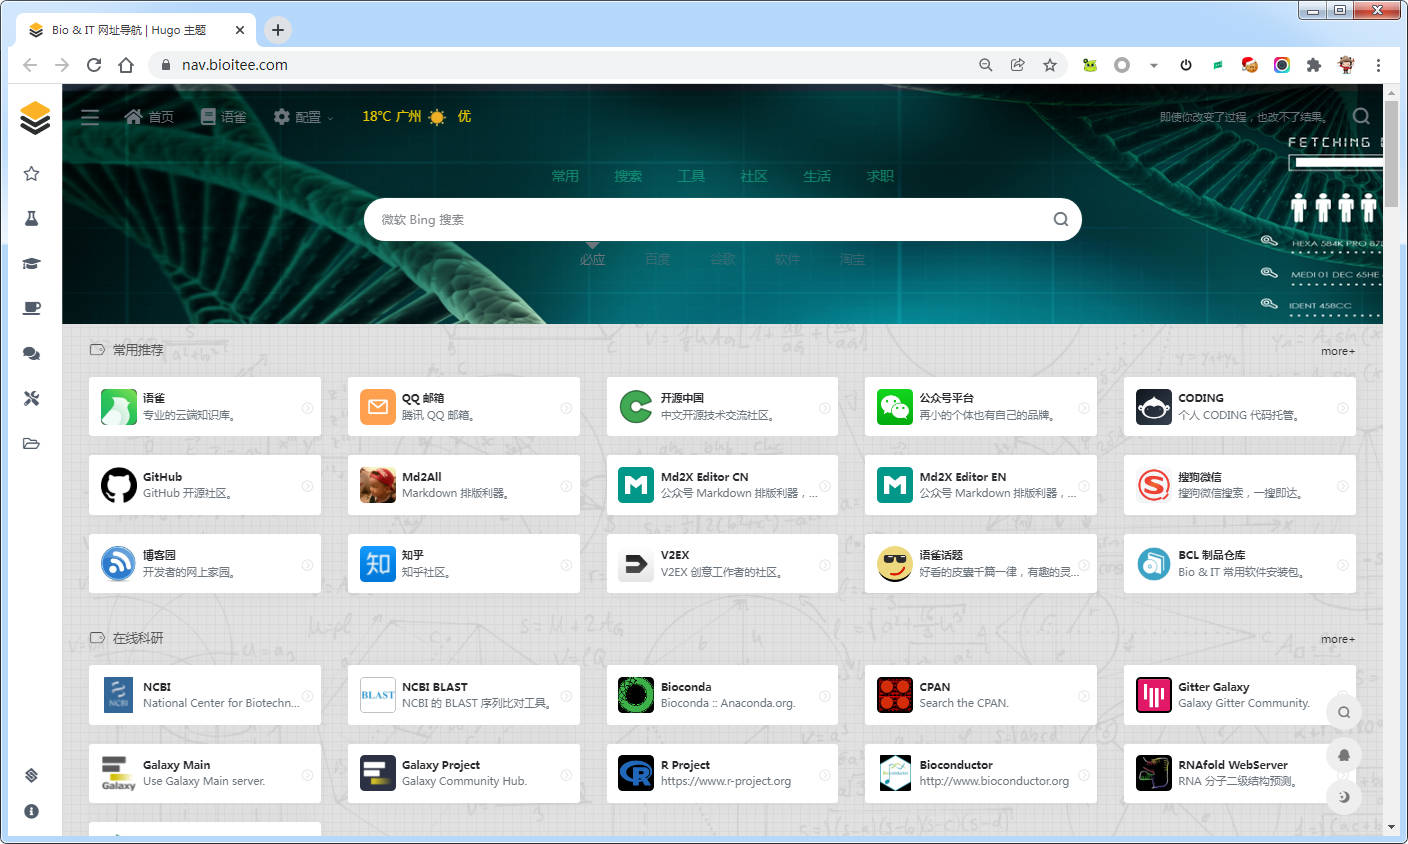 Bio & IT 网址导航 | Hugo 主题
nav.bioitee.com
首页
语雀
配置
18℃ 广州
优
即使你改变了过程，也改不了结果。
FETCHING
常用
搜索
工具
社区
生活
求职
微软 Bing 搜索
HEXA 584K PRO 872
MEDI 01 DEC 65HE
IDENT 458CC
必应
百度
谷歌
软件
淘宝
常用推荐
more+
语雀
专业的云端知识库。
QQ 邮箱
腾讯 QQ 邮箱。
开源中国
中文开源技术交流社区。
公众号平台
再小的个体也有自己的品牌。
CODING
个人 CODING 代码托管。
GitHub
GitHub 开源社区。
Md2All
Markdown 排版利器。
Md2X Editor CN
公众号 Markdown 排版利器，...
Md2X Editor EN
公众号 Markdown 排版利器，...
搜狗微信
搜狗微信搜索，一搜即达。
博客园
开发者的网上家园。
知
知乎
知乎社区。
V2EX
V2EX 创意工作者的社区。
语雀话题
好看的皮囊千篇一律，有趣的灵...
BCL 制品仓库
Bio & IT 常用软件安装包。
在线科研
more+
NCBI
NCBI
National Center for Biotechn...
BLAST
NCBI BLAST
NCBI 的 BLAST 序列比对工具。
Bioconda
Bioconda :: Anaconda.org.
CPAN
Search the CPAN.
Gitter Galaxy
Galaxy Gitter Community.
Galaxy
Galaxy Main
Use Galaxy Main server.
Galaxy Project
Galaxy Community Hub.
R Project
https://www.r-project.org
Bioconductor
http://www.bioconductor.org
RNAfold WebServer
RNA 分子二级结构预测。